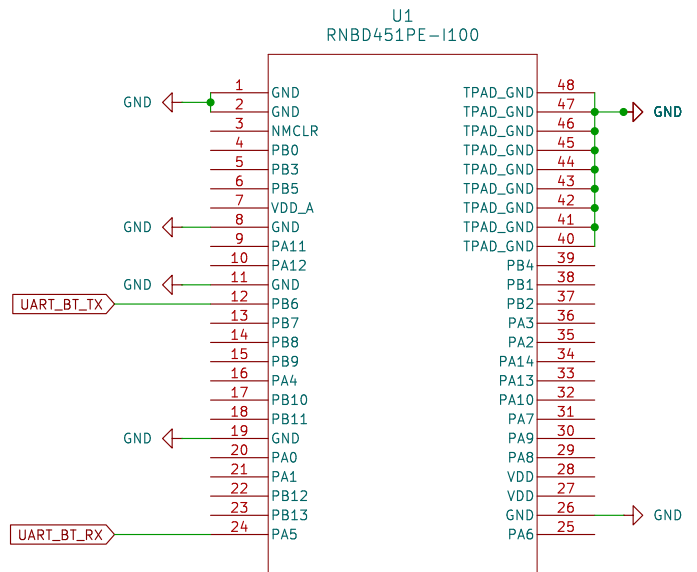 U1
RNBD451PE-I100
GND 1 GND TPAD_GND 48
2 GND TPAD_GND 47 GND
3 NMCLR TPAD_GND 46
4 PB0 TPAD_GND 45
5 PB3 TPAD_GND 44
6 PB5 TPAD_GND 43
7 VDD_A TPAD_GND 42
GND 8 GND TPAD_GND 41
9 PA11 TPAD_GND 40
10 PA12 PB4 39
GND 11 GND PB1 38
UART_BT_TX 12 PB6 PB2 37
13 PB7 PA3 36
14 PB8 PA2 35
15 PB9 PA14 34
16 PA4 PA13 33
17 PB10 PA10 32
18 PB11 PA7 31
GND 19 GND PA9 30
20 PA0 PA8 29
21 PA1 VDD 28
22 PB12 VDD 27
23 PB13 GND 26 GND
UART_BT_RX 24 PA5 PA6 25